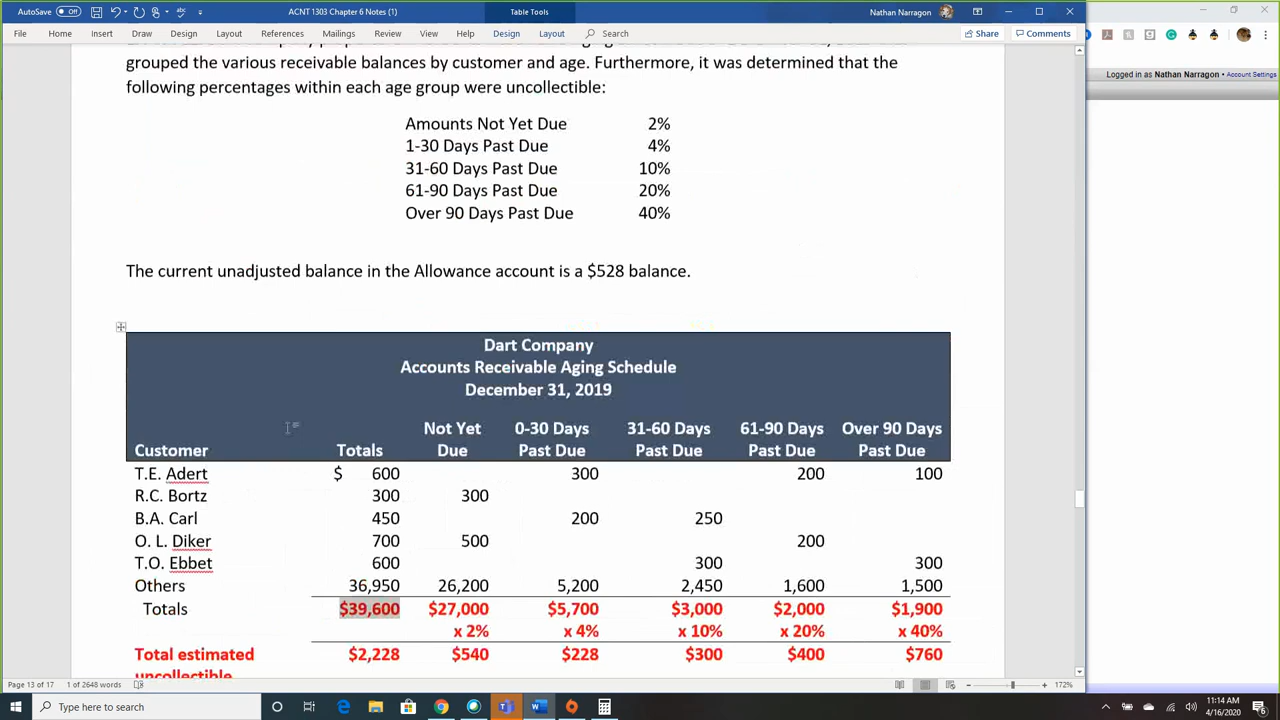 AutoSave Off ACNT 1303 Chapter 6 Notes (1) Table Tools Nathan Narragon
File Home Insert Draw Design Layout References Mailings Review View Help Design Layout Search Share Comments
Logged in as Nathan Narragon • Account Settings
grouped the various receivable balances by customer and age. Furthermore, it was determined that the
following percentages within each age group were uncollectible:
Amounts Not Yet Due 2%
1-30 Days Past Due 4%
31-60 Days Past Due 10%
61-90 Days Past Due 20%
Over 90 Days Past Due 40%
The current unadjusted balance in the Allowance account is a $528 balance.
Dart Company
Accounts Receivable Aging Schedule
December 31, 2019
Not Yet 0-30 Days 31-60 Days 61-90 Days Over 90 Days
Customer Totals Due Past Due Past Due Past Due Past Due
T.E. Adert $ 600 300 200 100
R.C. Bortz 300 300
B.A. Carl 450 200 250
O. L. Diker 700 500 200
T.O. Ebbet 600 300 300
Others 36,950 26,200 5,200 2,450 1,600 1,500
Totals $39,600 $27,000 $5,700 $3,000 $2,000 $1,900
x 2% x 4% x 10% x 20% x 40%
Total estimated $2,228 $540 $228 $300 $400 $760
uncollectible
Page 13 of 17 1 of 2648 words 172%
Type here to search 11:14 AM
4/16/2020